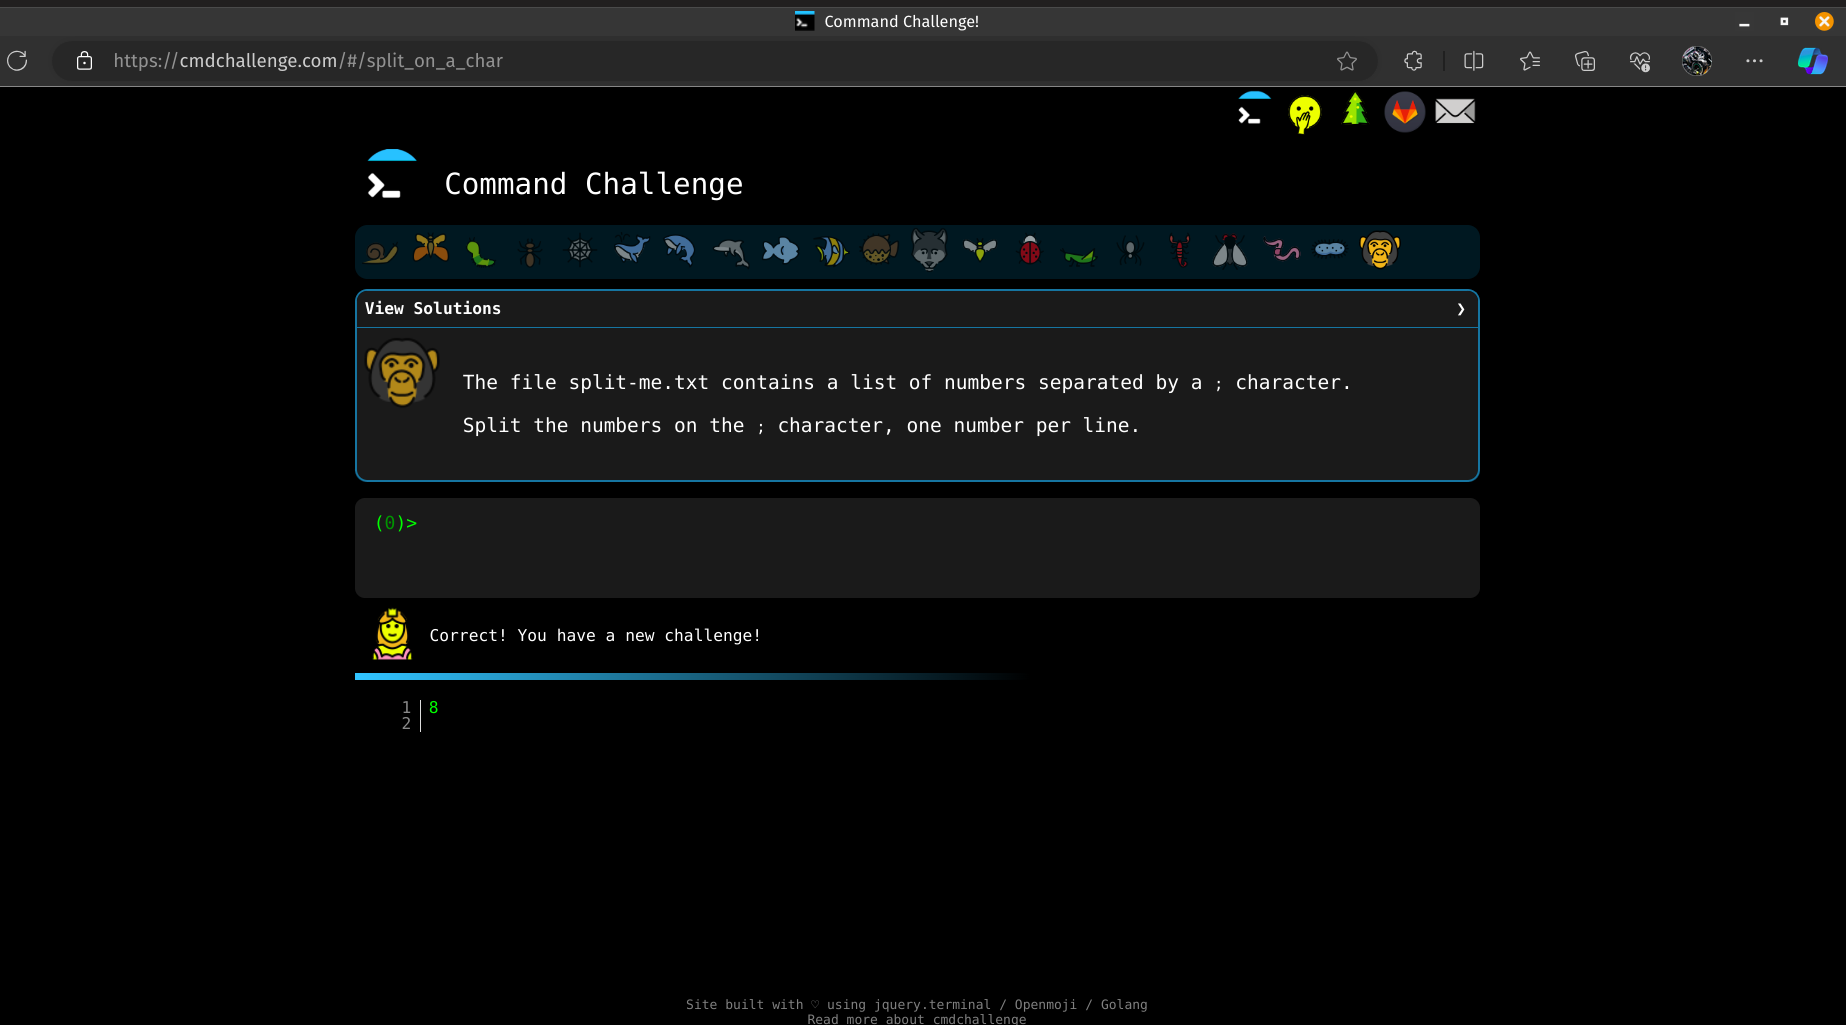 Command Challenge!
https://cmdchallenge.com/#/split_on_a_char
Command Challenge
View Solutions
The file split-me.txt contains a list of numbers separated by a ; character.
Split the numbers on the ; character, one number per line.
(0)>
Correct! You have a new challenge!
1 8
2
Site built with ♡ using jquery.terminal / Openmoji / Golang
Read more about cmdchallenge